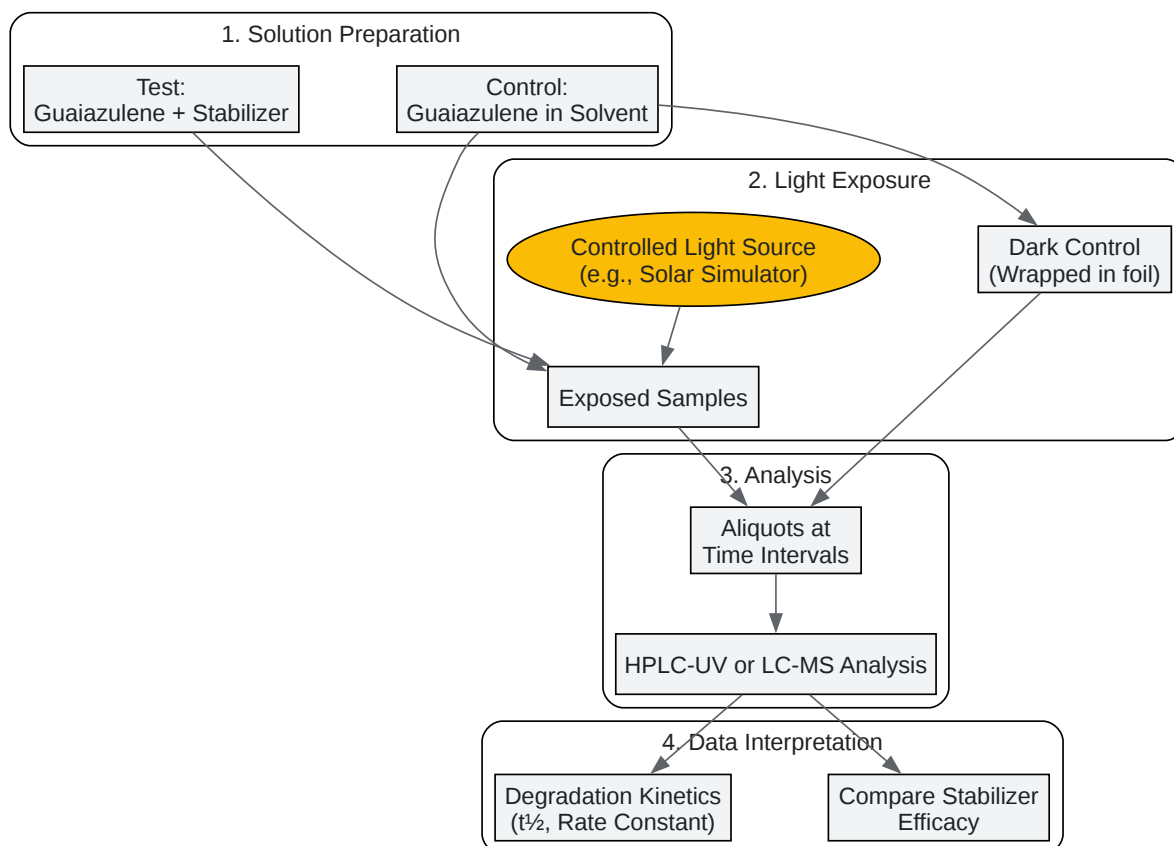 1. Solution Preparation
Test:
Guaiazulene + Stabilizer
Control:
Guaiazulene in Solvent
2. Light Exposure
Controlled Light Source
(e.g., Solar Simulator)
Dark Control
(Wrapped in foil)
Exposed Samples
3. Analysis
Aliquots at
Time Intervals
HPLC-UV or LC-MS Analysis
4. Data Interpretation
Degradation Kinetics
(t½, Rate Constant)
Compare Stabilizer
Efficacy